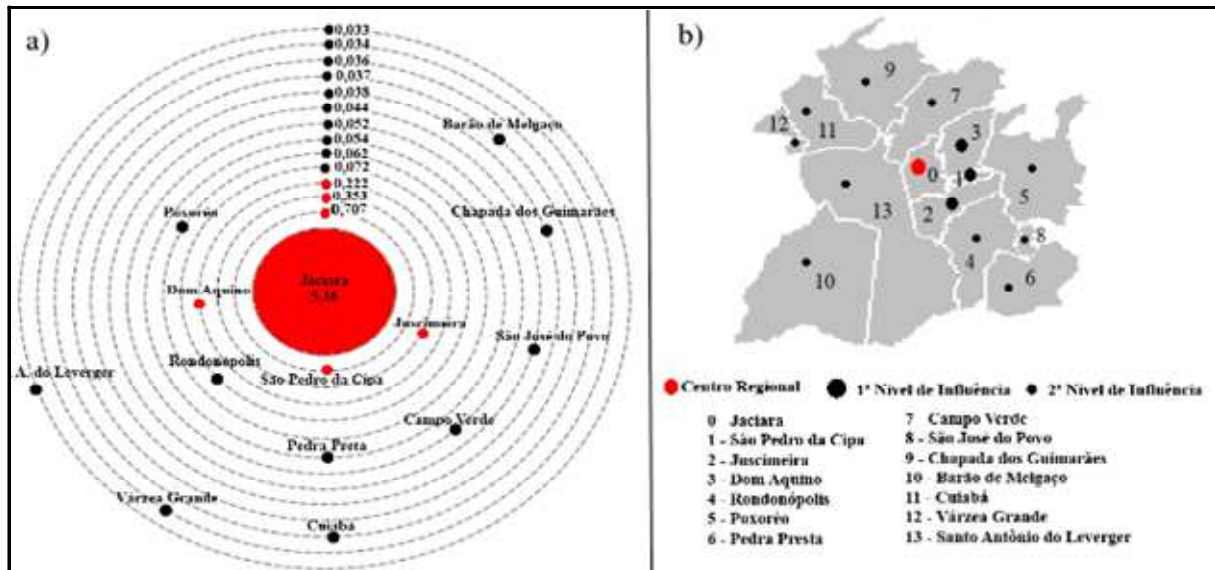 a)
0,033
0,034
0,036
0,037
0,038
0,044
0,052
0,054
0,062
0,072
0,222
0,353
0,707
Barão de Melgaço
Chapada dos Guimarães
Poxoréo
Jaciara
Dom Aquino
Juscimeira
São José do Povo
Rondonópolis
A. do Leverger
São Pedro da Cipa
Campo Verde
Pedra Preta
Várzea Grande
Cuiabá
b)
9
7
12
11
3
0
1
5
2
13
8
4
6
10
Centro Regional
1º Nível de Influência
2º Nível de Influência
0 Jaciara
1 - São Pedro da Cipa
2 - Juscimeira
3 - Dom Aquino
4 - Rondonópolis
5 - Poxoréo
6 - Pedra Presta
7 Campo Verde
8 - São José do Povo
9 - Chapada dos Guimarães
10 - Barão de Melgaço
11 - Cuiabá
12 - Várzea Grande
13 - Santo Antônio do Leverger